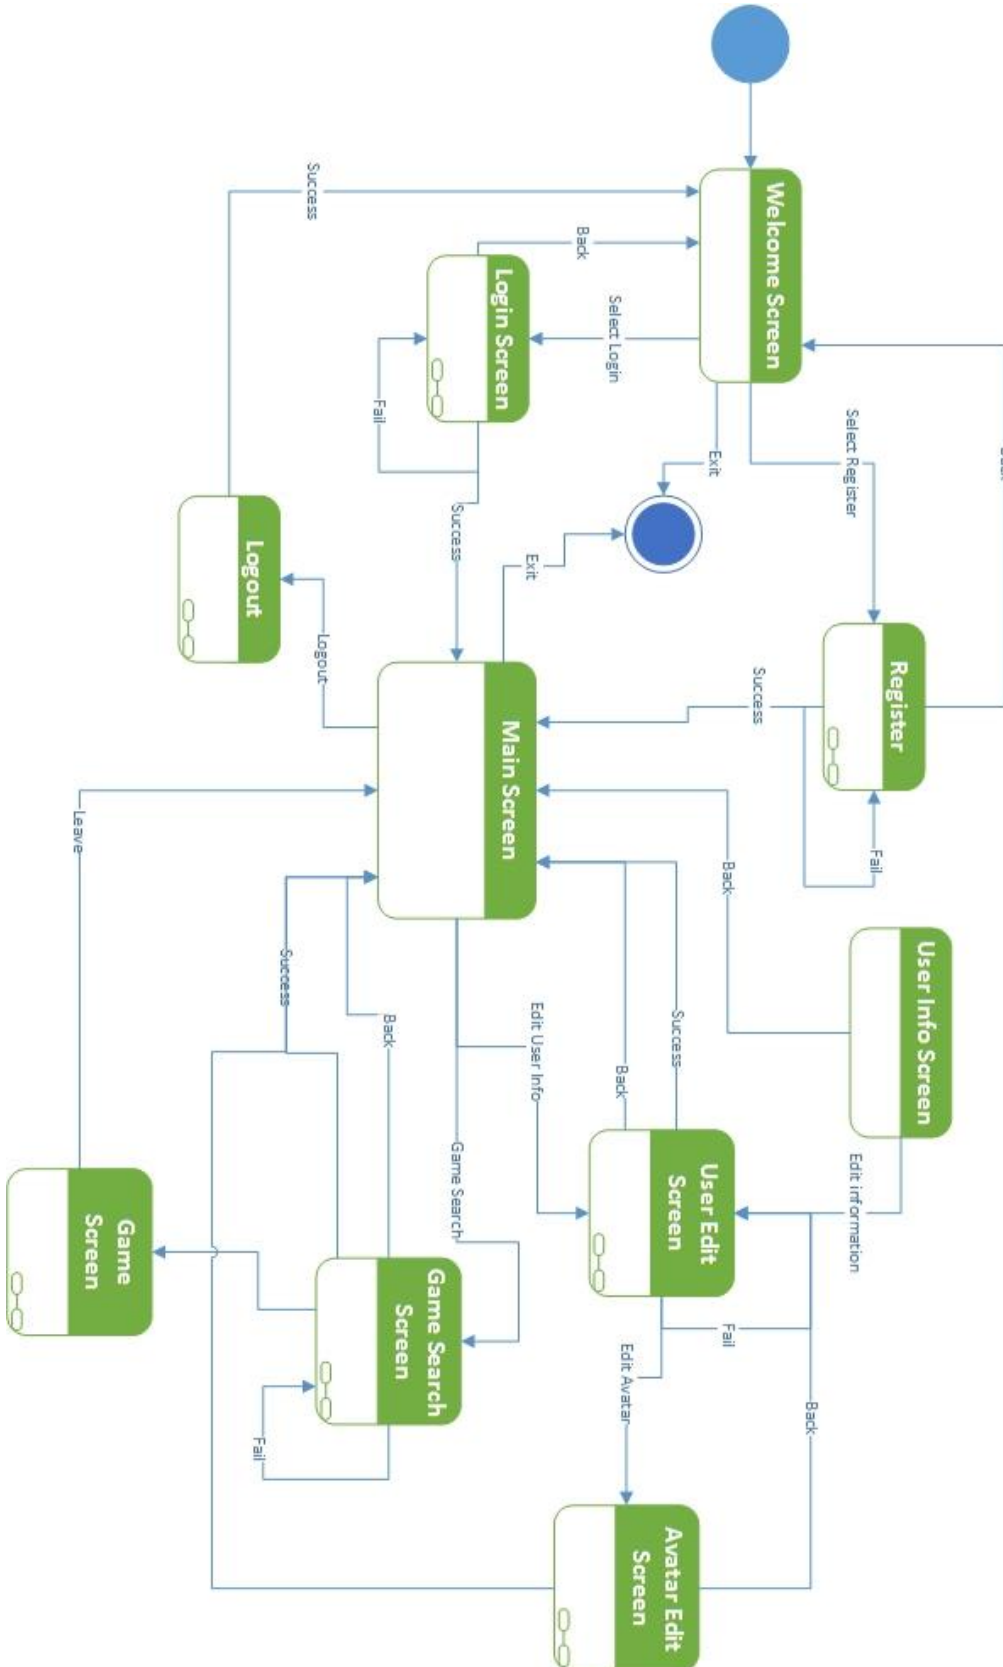 Back
Welcome Screen
Select Register
Register
Fail
User Info Screen
Edit information
Success
Exit
Back
Success
Back
User Edit
Screen
Fail
Edit Avatar
Back
Avatar Edit
Screen
Select Login
Back
Login Screen
Fail
Success
Exit
Main Screen
Edit User Info
Game Search
Game Search
Screen
Fail
Success
Logout
Logout
Success
Back
Leave
Game
Screen